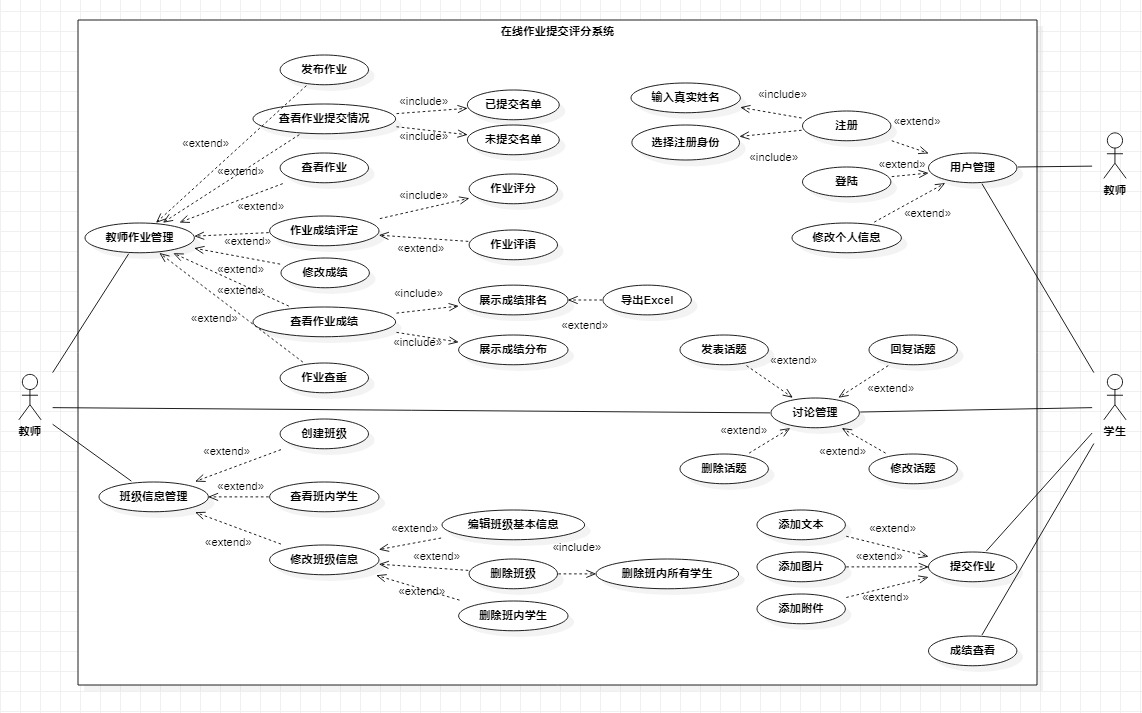 在线作业提交评分系统
发布作业
查看作业提交情况
«include»
已提交名单
«include»
未提交名单
«extend»
查看作业
«extend»
«extend»
教师作业管理
作业成绩评定
«include»
作业评分
«extend»
作业评语
«extend»
修改成绩
«extend»
«extend»
«extend»
查看作业成绩
«include»
展示成绩排名
导出Excel
«extend»
«include»
展示成绩分布
作业查重
输入真实姓名
«include»
选择注册身份
«include»
注册
«extend»
登陆
«extend»
用户管理
修改个人信息
«extend»
教师
发表话题
«extend»
回复话题
«extend»
讨论管理
«extend»
删除话题
«extend»
修改话题
教师
学生
创建班级
«extend»
班级信息管理
«extend»
查看班内学生
«extend»
修改班级信息
«extend»
编辑班级基本信息
«extend»
删除班级
«include»
删除班内所有学生
«extend»
删除班内学生
添加文本
«extend»
添加图片
«extend»
提交作业
添加附件
«extend»
成绩查看